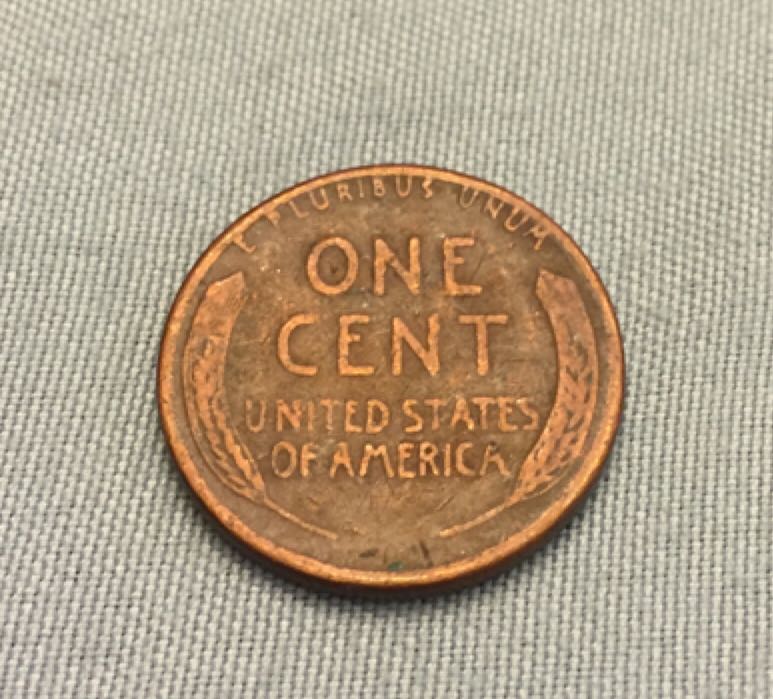 E PLURIBUS UNUM
ONE
CENT
UNITED STATES
OF AMERICA